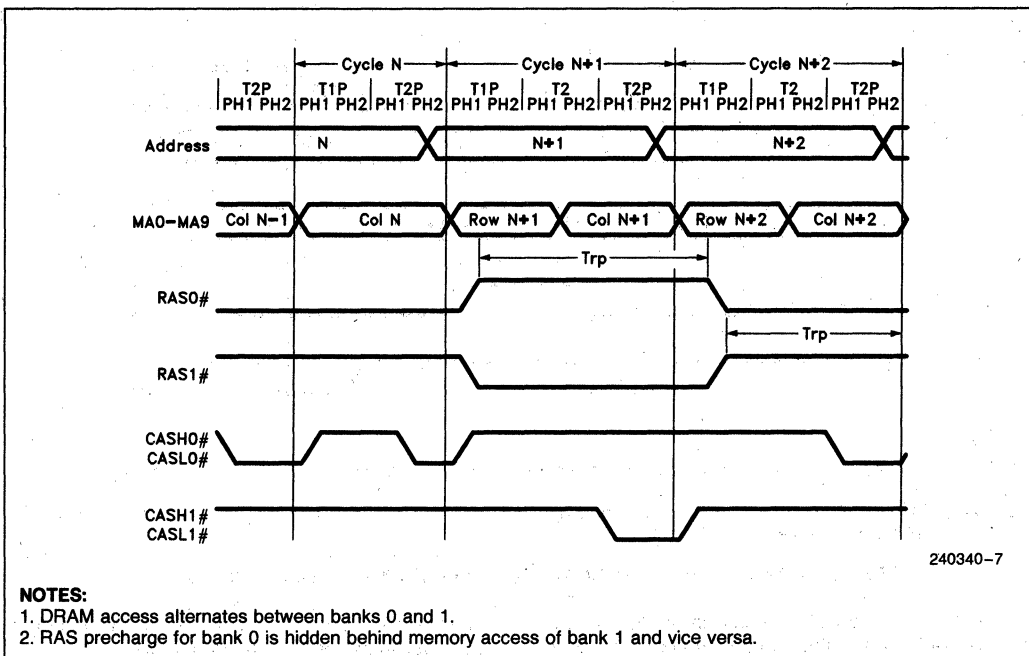 Cycle N Cycle N+1 Cycle N+2
T2P T1P T2P T1P T2 T2P T1P T2 T2P
PH1 PH2 PH1 PH2 PH1 PH2 PH1 PH2 PH1 PH2 PH1 PH2 PH1 PH2 PH1 PH2 PH1 PH2
Address N N+1 N+2
MA0-MA9 Col N-1 Col N Row N+1 Col N+1 Row N+2 Col N+2
Trp
RAS0#
Trp
RAS1#
CASH0#
CASL0#
CASH1#
CASL1#
240340-7
NOTES:
1. DRAM access alternates between banks 0 and 1.
2. RAS precharge for bank 0 is hidden behind memory access of bank 1 and vice versa.